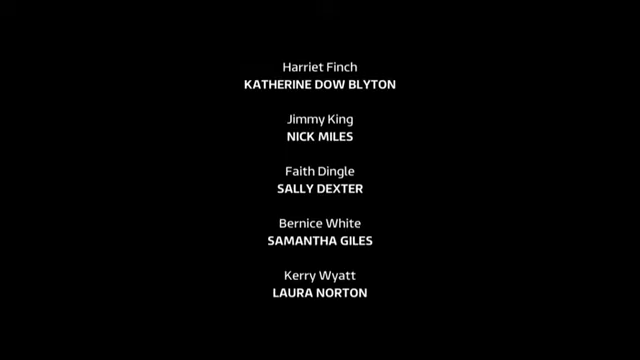 Harriet Finch
KATHERINE DOW BLYTON
Jimmy King
NICK MILES
Faith Dingle
SALLY DEXTER
Bernice White
SAMANTHA GILES
Kerry Wyatt
LAURA NORTON